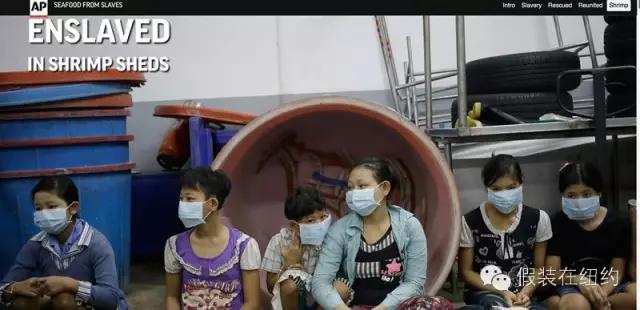 AP SEAFOOD FROM SLAVES Intro Slavery Rescued Reunited Shrimp
ENSLAVED
IN SHRIMP SHEDS
假装在纽约